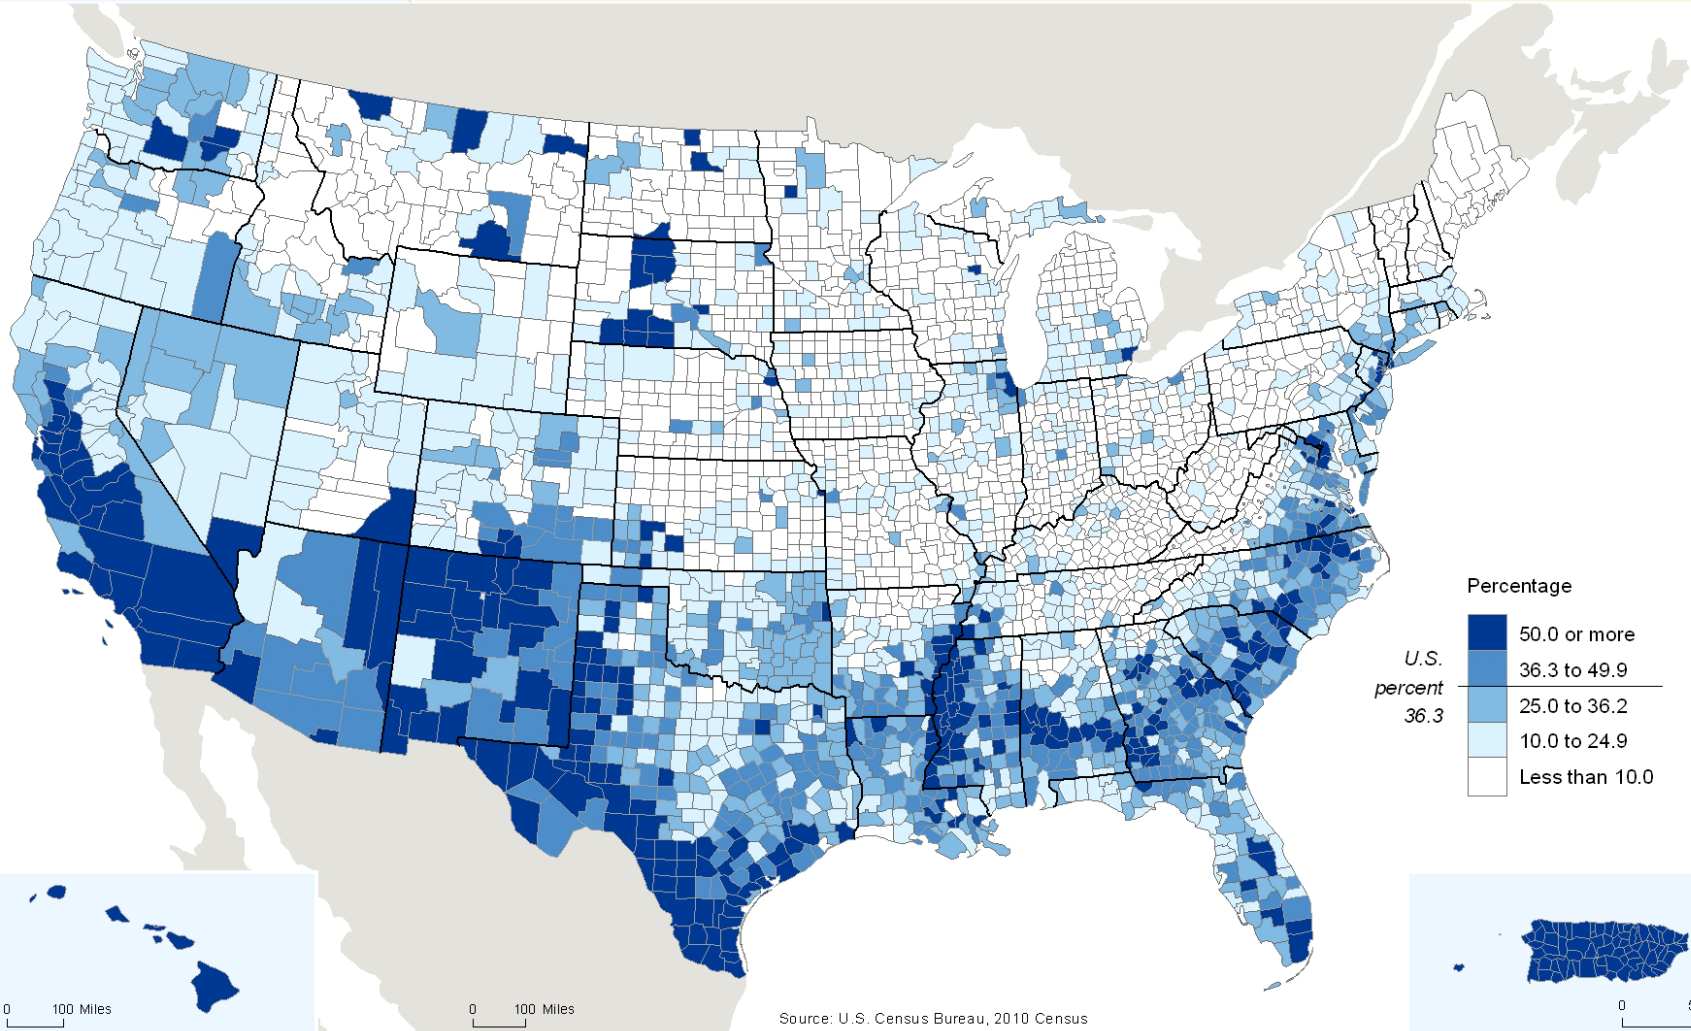 Percentage
50.0 or more
36.3 to 49.9
25.0 to 36.2
10.0 to 24.9
Less than 10.0
U.S.
percent
36.3
0 100 Miles
0 100 Miles
Source: U.S. Census Bureau, 2010 Census
0